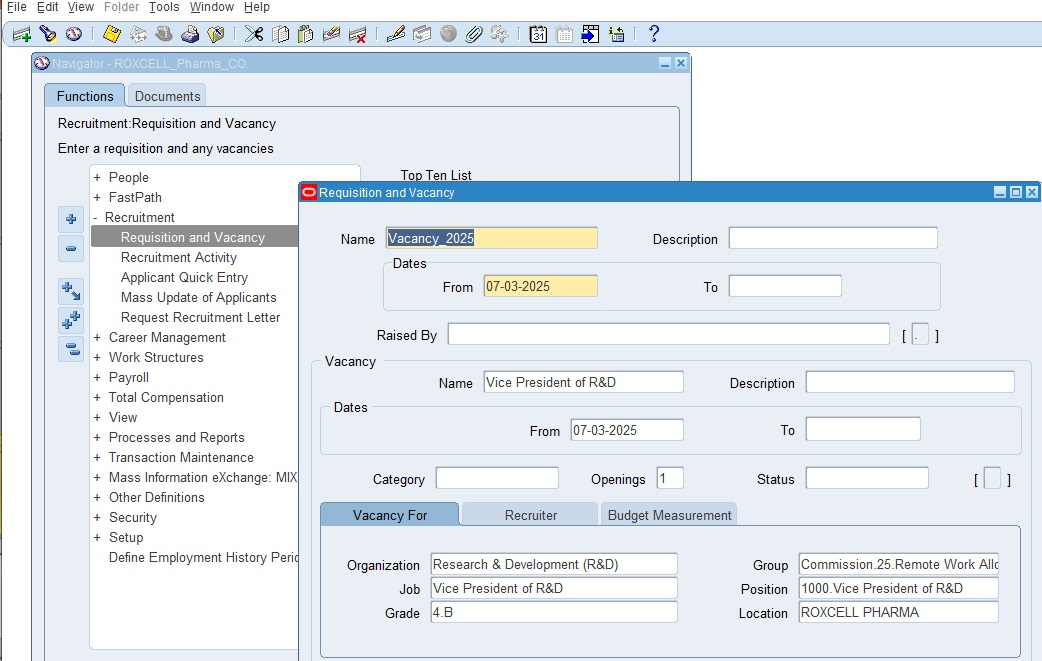 File Edit View Folder Tools Window Help
Navigator - ROXCELL_Pharma_CO.
Functions Documents
Recruitment:Requisition and Vacancy
Enter a requisition and any vacancies
Top Ten List
+ People
+ FastPath
- Recruitment
Requisition and Vacancy
Recruitment Activity
Applicant Quick Entry
Mass Update of Applicants
Request Recruitment Letter
+ Career Management
+ Work Structures
+ Payroll
+ Total Compensation
+ View
+ Processes and Reports
+ Transaction Maintenance
+ Mass Information eXchange: MIX
+ Other Definitions
+ Security
+ Setup
Define Employment History Perio
Requisition and Vacancy
Name Vacancy_2025 Description
Dates
From 07-03-2025 To
Raised By [ . ]
Vacancy
Name Vice President of R&D Description
Dates
From 07-03-2025 To
Category Openings 1 Status [ ]
Vacancy For Recruiter Budget Measurement
Organization Research & Development (R&D) Group Commission.25.Remote Work Allo
Job Vice President of R&D Position 1000.Vice President of R&D
Grade 4.B Location ROXCELL PHARMA
31
?